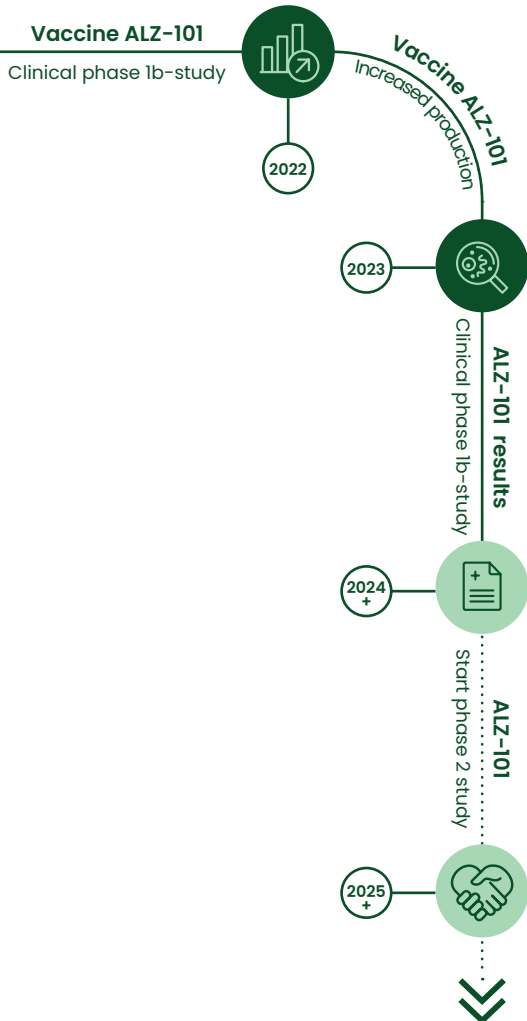 Vaccine ALZ-101
Clinical phase 1b-study
2022
Vaccine ALZ-101
Increased production
2023
ALZ-101 results
Clinical phase 1b-study
2024
+
ALZ-101
Start phase 2 study
2025
+